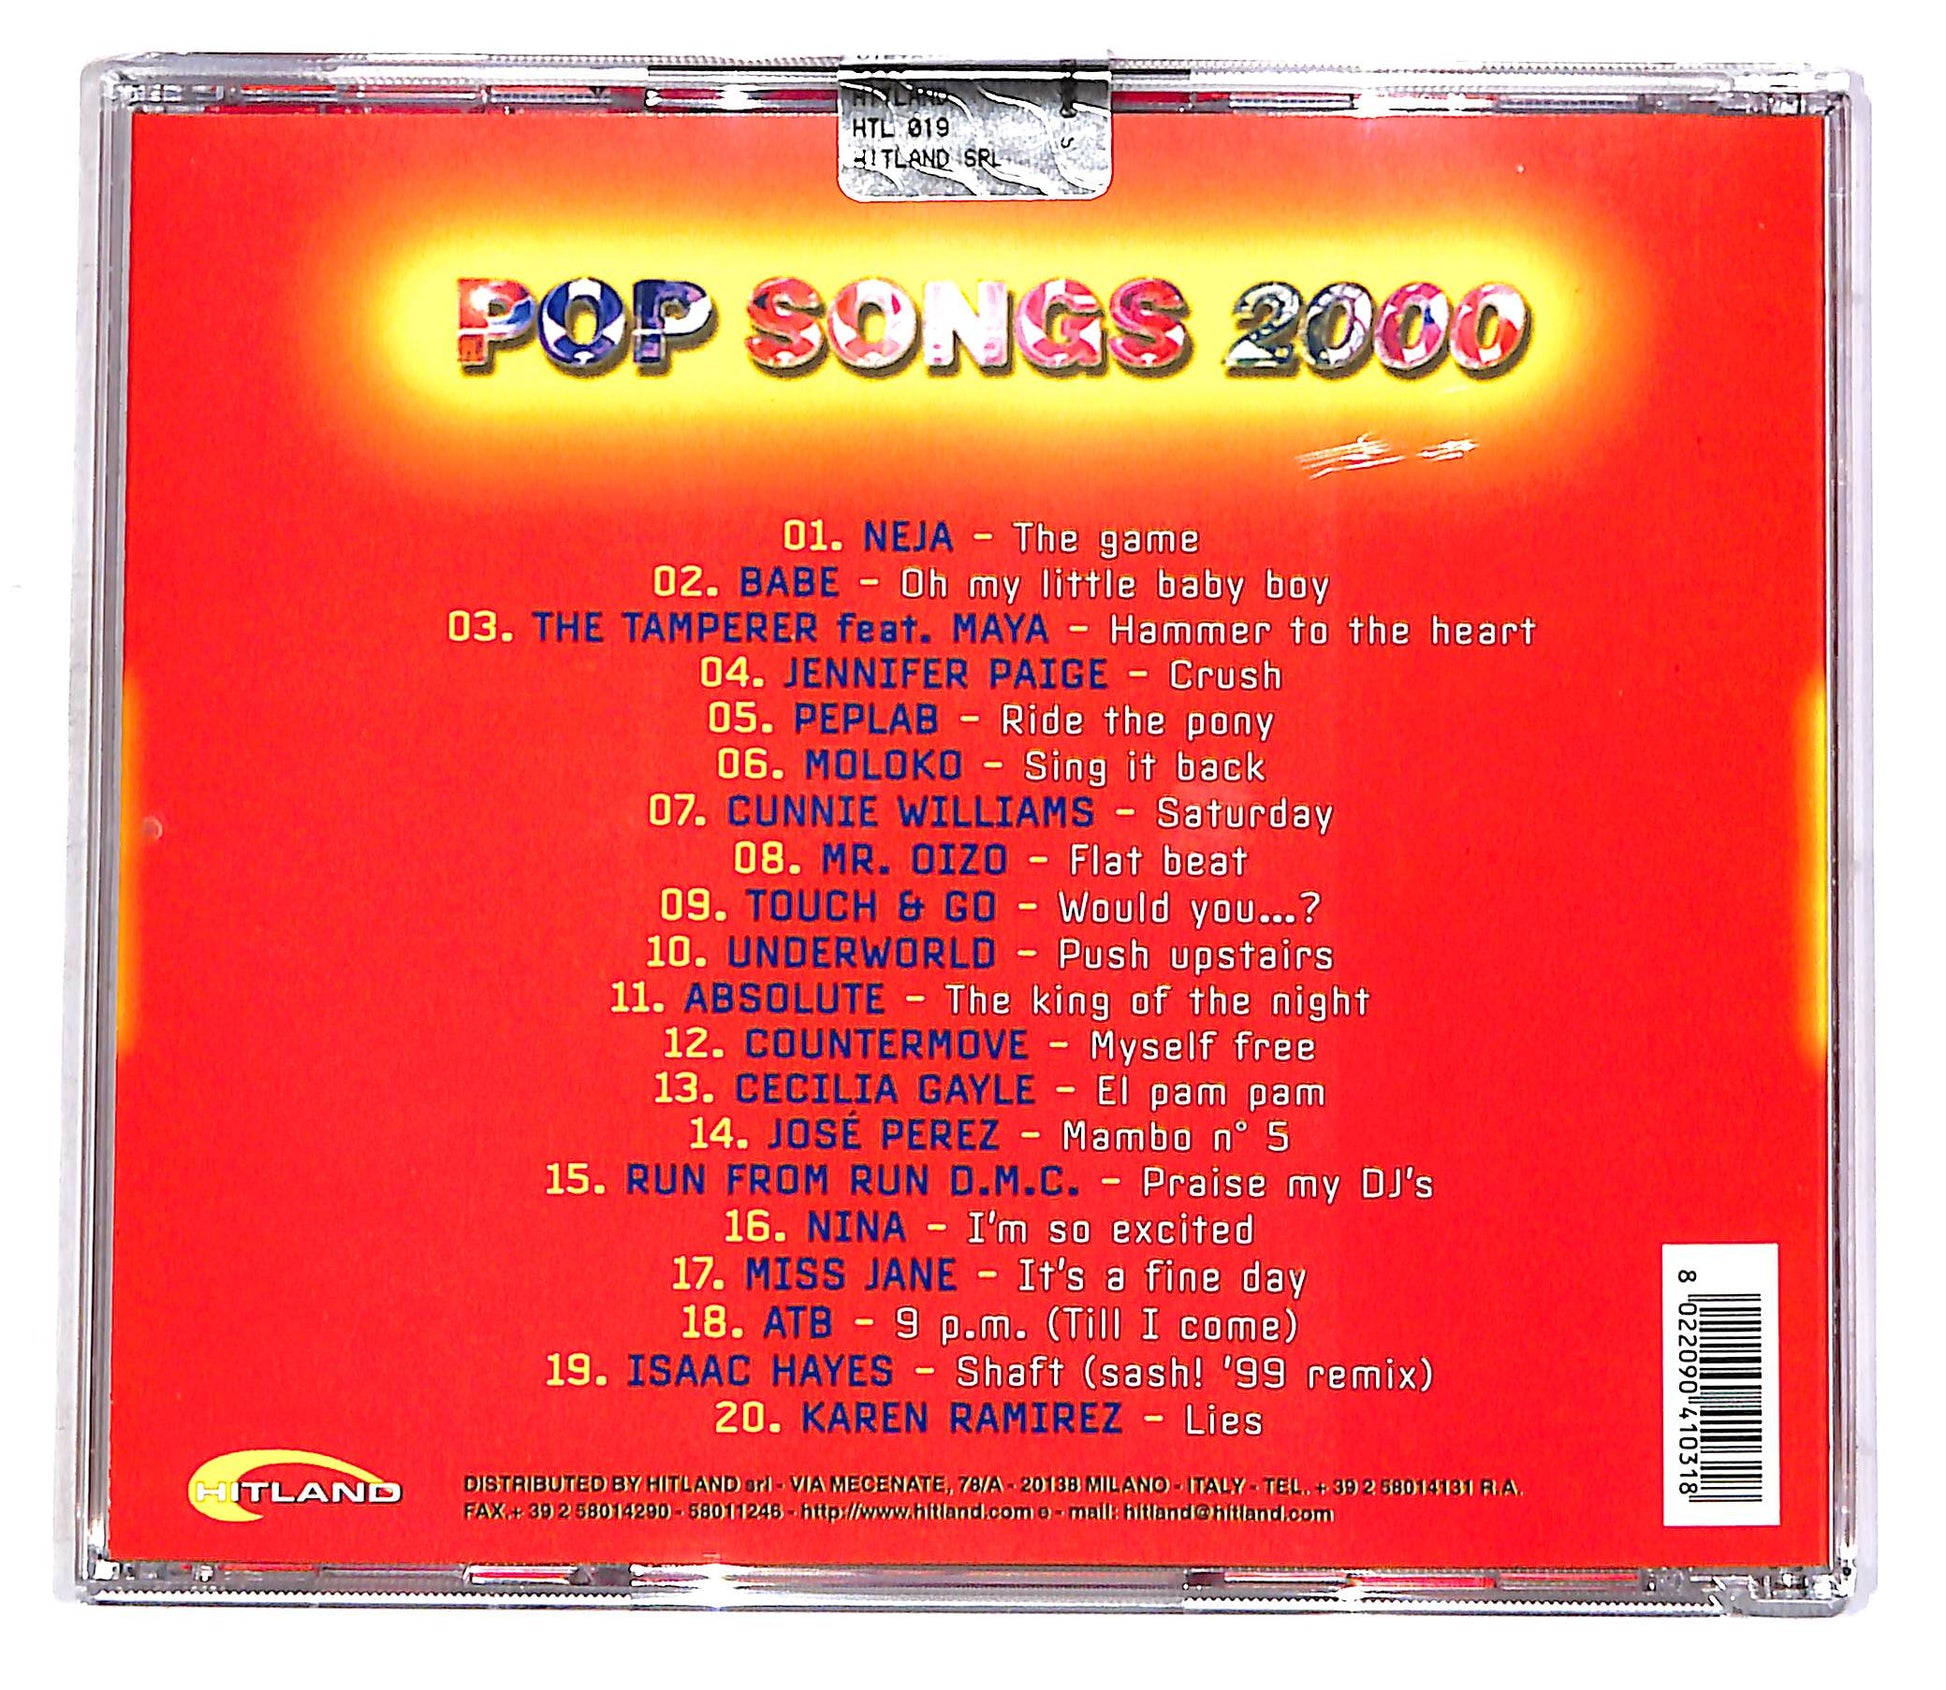 HITLAND
HTL 019
HITLAND SRL
POP SONGS 2000
01. NEJA - The game
02. BABE - Oh my little baby boy
03. THE TAMPERER feat. MAYA - Hammer to the heart
04. JENNIFER PAIGE - Crush
05. PEPLAB - Ride the pony
06. MOLOKO - Sing it back
07. CUNNIE WILLIAMS - Saturday
08. MR. OIZO - Flat beat
09. TOUCH & GO - Would you...?
10. UNDERWORLD - Push upstairs
11. ABSOLUTE - The king of the night
12. COUNTERMOVE - Myself free
13. CECILIA GAYLE - El pam pam
14. JOSÉ PEREZ - Mambo n° 5
15. RUN FROM RUN D.M.C. - Praise my DJ's
16. NINA - I'm so excited
17. MISS JANE - It's a fine day
18. ATB - 9 p.m. (Till I come)
19. ISAAC HAYES - Shaft (sash! '99 remix)
20. KAREN RAMIREZ - Lies
HITLAND
DISTRIBUTED BY HITLAND srl - VIA MECENATE, 78/A - 20138 MILANO - ITALY - TEL. + 39 2 58014131 R.A.
FAX.+ 39 2 58014290 - 58011246 - http://www.hitland.com e - mail: hitland@hitland.com
8 022090 410318